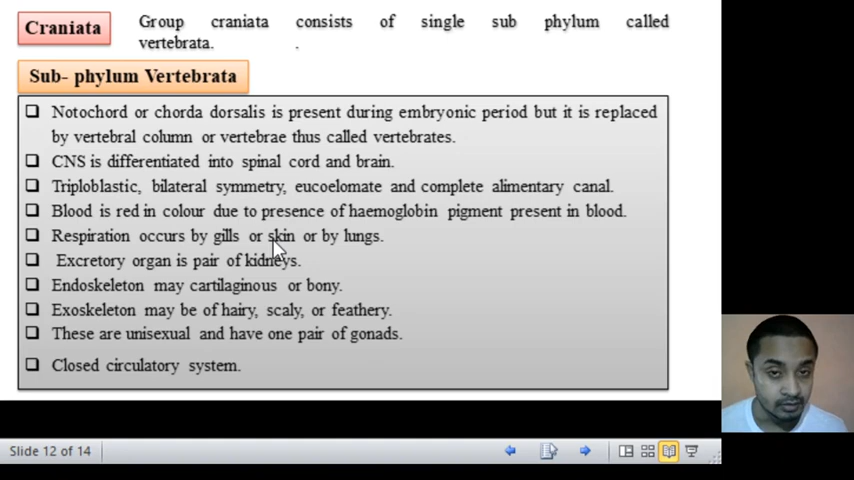 Craniata
Group craniata consists of single sub phylum called
vertebrata. .
Sub- phylum Vertebrata
Notochord or chorda dorsalis is present during embryonic period but it is replaced
by vertebral column or vertebrae thus called vertebrates.
CNS is differentiated into spinal cord and brain.
Triploblastic, bilateral symmetry, eucoelomate and complete alimentary canal.
Blood is red in colour due to presence of haemoglobin pigment present in blood.
Respiration occurs by gills or skin or by lungs.
Excretory organ is pair of kidneys.
Endoskeleton may cartilaginous or bony.
Exoskeleton may be of hairy, scaly, or feathery.
These are unisexual and have one pair of gonads.
Closed circulatory system.
Slide 12 of 14